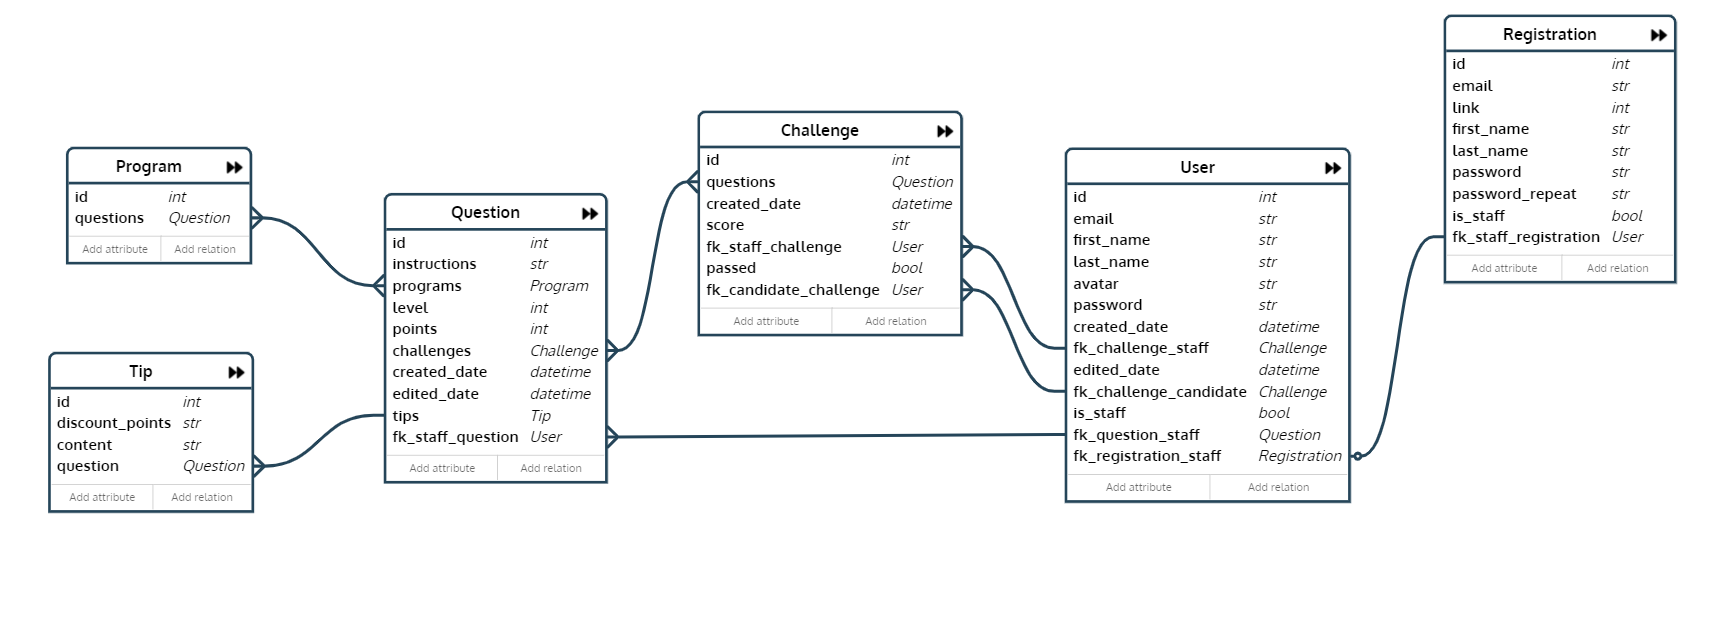 Program
id int
questions Question
Add attribute Add relation
Tip
id int
discount_points str
content str
question Question
Add attribute Add relation
Question
id int
instructions str
programs Program
level int
points int
challenges Challenge
created_date datetime
edited_date datetime
tips Tip
fk_staff_question User
Add attribute Add relation
Challenge
id int
questions Question
created_date datetime
score str
fk_staff_challenge User
passed bool
fk_candidate_challenge User
Add attribute Add relation
User
id int
email str
first_name str
last_name str
avatar str
password str
created_date datetime
fk_challenge_staff Challenge
edited_date datetime
fk_challenge_candidate Challenge
is_staff bool
fk_question_staff Question
fk_registration_staff Registration
Add attribute Add relation
Registration
id int
email str
link int
first_name str
last_name str
password str
password_repeat str
is_staff bool
fk_staff_registration User
Add attribute Add relation